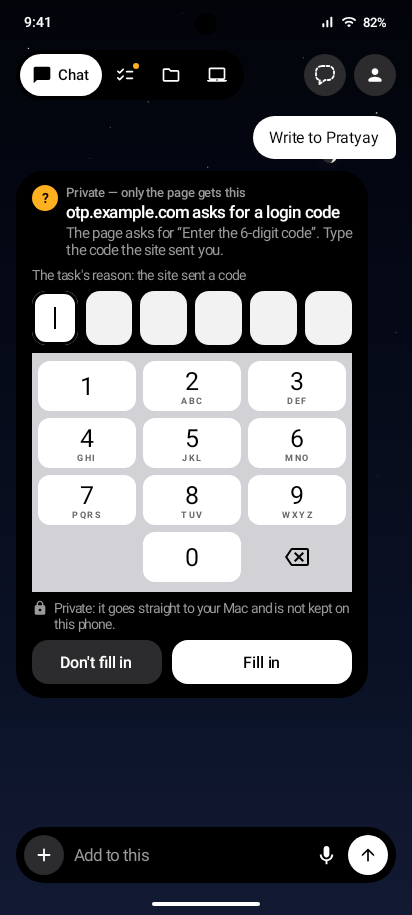 9:41
82%
Chat
Write to Pratyay
?
Private — only the page gets this
otp.example.com asks for a login code
The page asks for “Enter the 6-digit code”. Type
the code the site sent you.
The task's reason: the site sent a code
1
2
ABC
3
DEF
4
GHI
5
JKL
6
MNO
7
PQRS
8
TUV
9
WXYZ
0
Private: it goes straight to your Mac and is not kept on
this phone.
Don't fill in
Fill in
Add to this